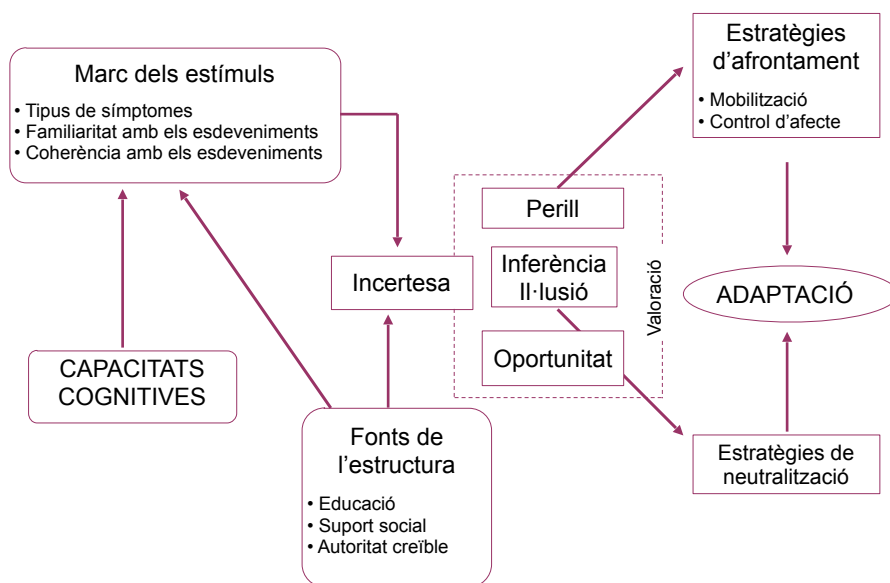 Marc dels estímuls
• Tipus de símptomes
• Familiaritat amb els esdeveniments
• Coherència amb els esdeveniments
Estratègies
d’afrontament
• Mobilització
• Control d’afecte
Perill
Incertesa
Inferència
Il·lusió
Oportunitat
Valoració
ADAPTACIÓ
CAPACITATS
COGNITIVES
Fonts de
l’estructura
• Educació
• Suport social
• Autoritat creïble
Estratègies de
neutralització